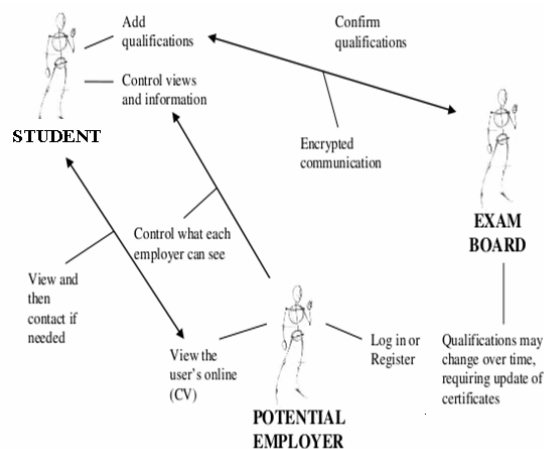 Add
qualifications
Confirm
qualifications
Control views
and information
STUDENT
Encrypted
communication
EXAM
BOARD
Control what each
employer can see
View and
then
contact if
needed
View the
user's online
(CV)
Log in or
Register
Qualifications may
change over time,
requiring update of
certificates
POTENTIAL
EMPLOYER